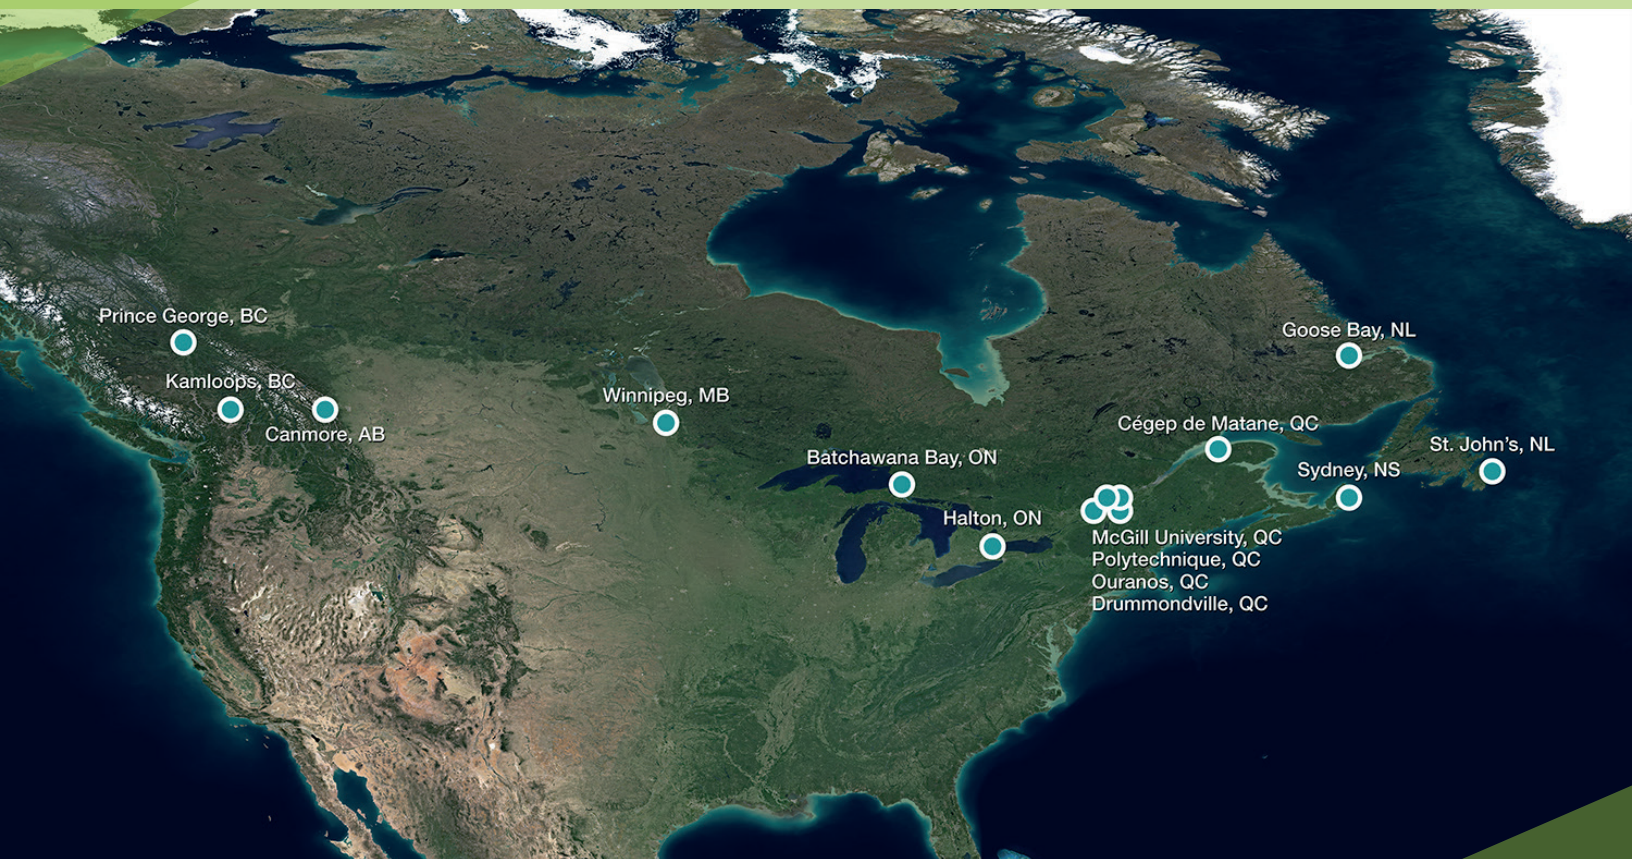 Prince George, BC
Goose Bay, NL
Kamloops, BC
Winnipeg, MB
Canmore, AB
Cégep de Matane, QC
St. John’s, NL
Batchawana Bay, ON
Sydney, NS
Halton, ON
McGill University, QC
Polytechnique, QC
Ouranos, QC
Drummondville, QC